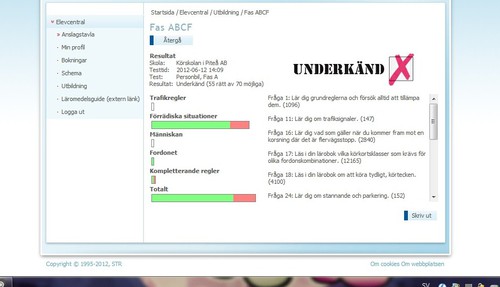 Startsida / Elevcentral / Utbildning / Fas ABCF
Elevcentral
Anslagstavla
Min profil
Bokningar
Schema
Utbildning
Läromedelsguide (extern länk)
Logga ut
Fas ABCF
Återgå
Resultat
Skola: Körskolan i Piteå AB
Testtid: 2012-06-12 14:09
Test: Personbil, Fas A
Resultat: Underkänd (55 rätt av 70 möjliga)
UNDERKÄND
Trafikregler
Förrädiska situationer
Människan
Fordonet
Kompletterande regler
Totalt
Fråga 1: Lär dig grundreglerna och försök alltid att tillämpa
dem. (1096)
Fråga 11: Lär dig om trafiksignaler. (147)
Fråga 16: Lär dig vad som gäller när du kommer fram mot en
korsning där det är flervägsstopp. (2840)
Fråga 17: Läs i din lärobok vilka körkortsklasser som krävs för
olika fordonskombinationer. (12165)
Fråga 18: Läs i din lärobok om att köra tydligt, körtecken.
(4100)
Fråga 24: Lär dig om stannande och parkering. (152)
Skriv ut
Copyright © 1995-2012, STR.
Om cookies Om webbplatsen
SV